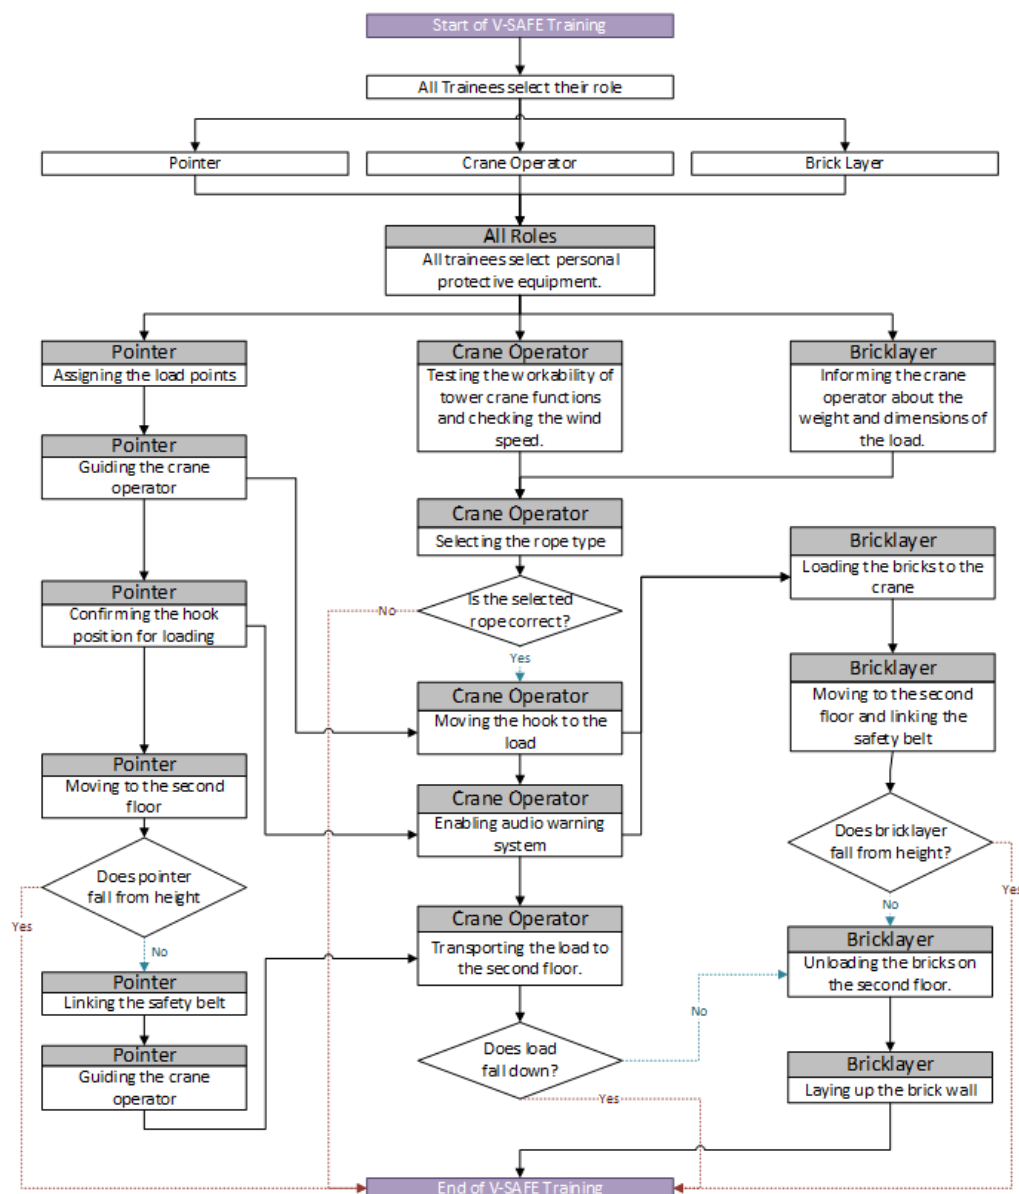 Start of V-SAFE Training
All Trainees select their role
Pointer
Crane Operator
Brick Layer
All Roles
All trainees select personal
protective equipment.
Pointer
Assigning the load points
Crane Operator
Testing the workability of
tower crane functions
and checking the wind
speed.
Bricklayer
Informing the crane
operator about the
weight and dimensions of
the load.
Pointer
Guiding the crane
operator
Crane Operator
Selecting the rope type
Bricklayer
Loading the bricks to the
crane
Pointer
Confirming the hook
position for loading
No
Is the selected
rope correct?
Yes
Bricklayer
Moving to the second
floor and linking the
safety belt
Crane Operator
Moving the hook to the
load
Pointer
Moving to the second
floor
Crane Operator
Enabling audio warning
system
Does bricklayer
fall from height?
Yes
No
Does pointer
fall from height
Yes
No
Crane Operator
Transporting the load to
the second floor.
Bricklayer
Unloading the bricks on
the second floor.
Pointer
Linking the safety belt
No
Pointer
Guiding the crane
operator
Does load
fall down?
Yes
Bricklayer
Laying up the brick wall
End of V-SAFE Training